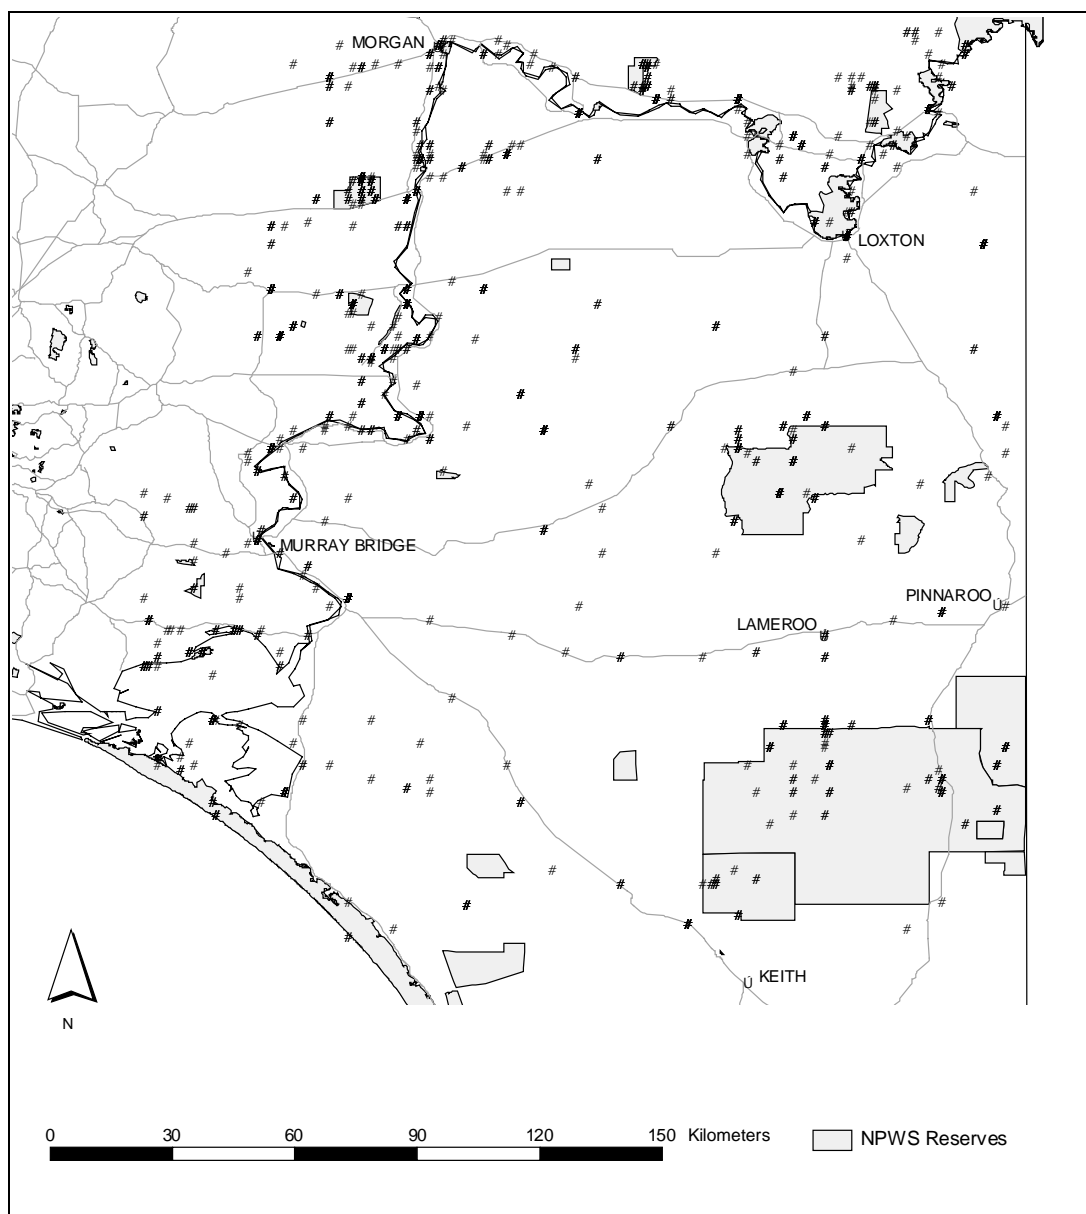 MORGAN
LOXTON
MURRAY BRIDGE
PINNAROO
LAMEROO
KEITH
N
0 30 60 90 120 150 Kilometers
NPWS Reserves